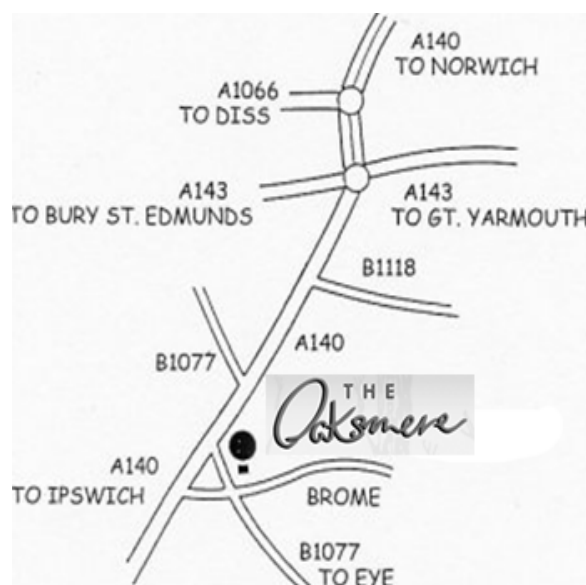 A140
TO NORWICH
A1066
TO DISS
A143
TO BURY ST. EDMUNDS
A143
TO GT. YARMOUTH
B1118
A140
B1077
THE
Oaksmere
A140
TO IPSWICH
BROME
B1077
TO EYE